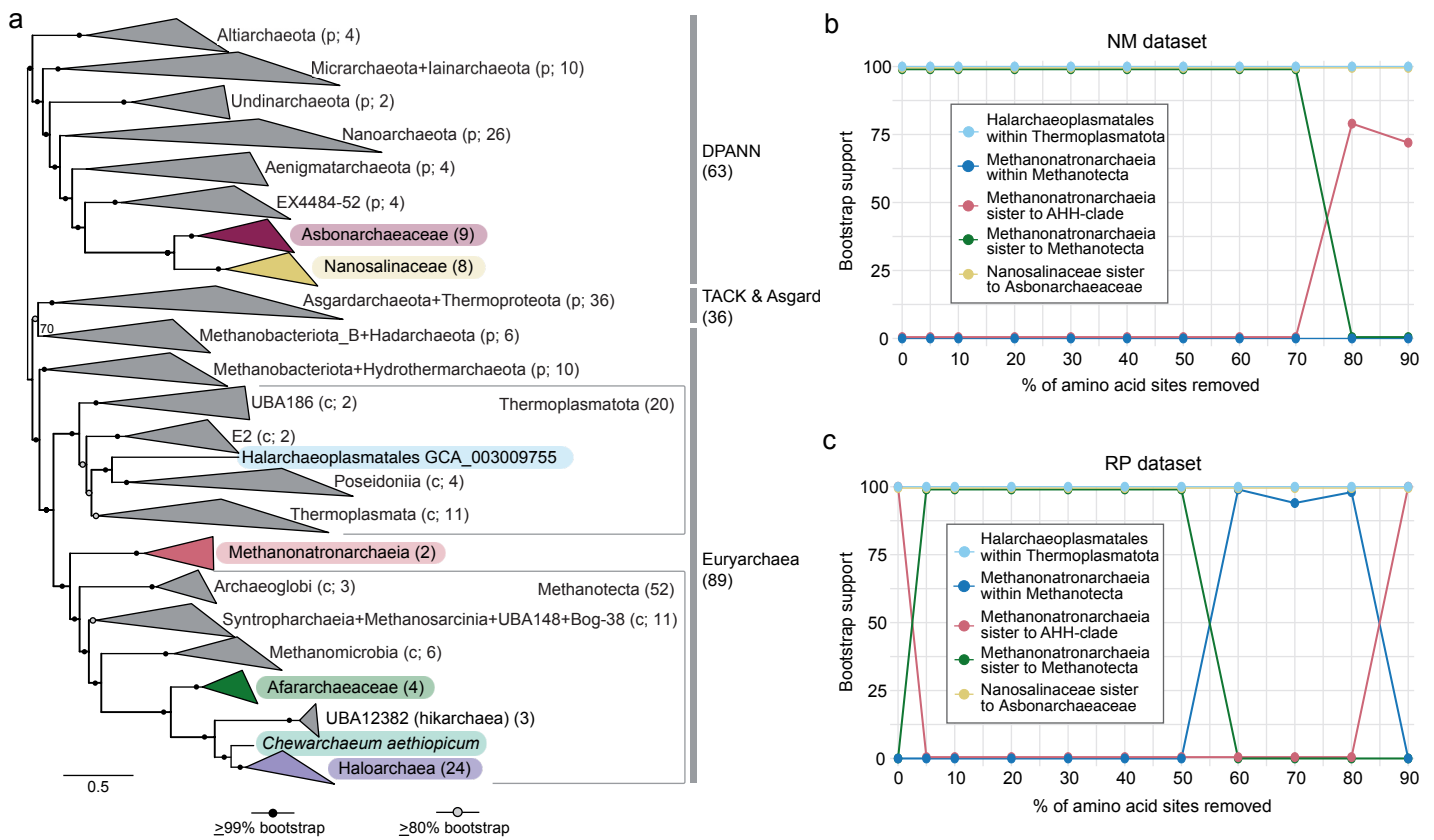 a
Altiarchaeota (p; 4)
Micrarchaeota+Iainarchaeota (p; 10)
Undinarchaeota (p; 2)
Nanoarchaeota (p; 26)
Aenigmatarchaeota (p; 4)
EX4484-52 (p; 4)
Asbonarchaeaceae (9)
Nanosalinaceae (8)
DPANN
(63)
Asgardarchaeota+Thermoproteota (p; 36)
TACK & Asgard
(36)
70
Methanobacteriota_B+Hadarchaeota (p; 6)
Methanobacteriota+Hydrothermarchaeota (p; 10)
UBA186 (c; 2)
Thermoplasmatota (20)
E2 (c; 2)
Halarchaeoplasmatales GCA_003009755
Poseidoniia (c; 4)
Thermoplasmata (c; 11)
Methanonatronarchaeia (2)
Euryarchaea
(89)
Archaeoglobi (c; 3)
Methanotecta (52)
Syntropharchaeia+Methanosarcinia+UBA148+Bog-38 (c; 11)
Methanomicrobia (c; 6)
Afararchaeaceae (4)
UBA12382 (hikarchaea) (3)
Chewarchaeum aethiopicum
Haloarchaea (24)
0.5
≥99% bootstrap
≥80% bootstrap
b
NM dataset
Bootstrap support
100
75
50
25
0
Halarchaeoplasmatales
within Thermoplasmatota
Methanonatronarchaeia
within Methanotecta
Methanonatronarchaeia
sister to AHH-clade
Methanonatronarchaeia
sister to Methanotecta
Nanosalinaceae sister
to Asbonarchaeaceae
0 5 10 20 30 40 50 60 70 80 90
% of amino acid sites removed
c
RP dataset
Bootstrap support
100
75
50
25
0
Halarchaeoplasmatales
within Thermoplasmatota
Methanonatronarchaeia
within Methanotecta
Methanonatronarchaeia
sister to AHH-clade
Methanonatronarchaeia
sister to Methanotecta
Nanosalinaceae sister
to Asbonarchaeaceae
0 5 10 20 30 40 50 60 70 80 90
% of amino acid sites removed